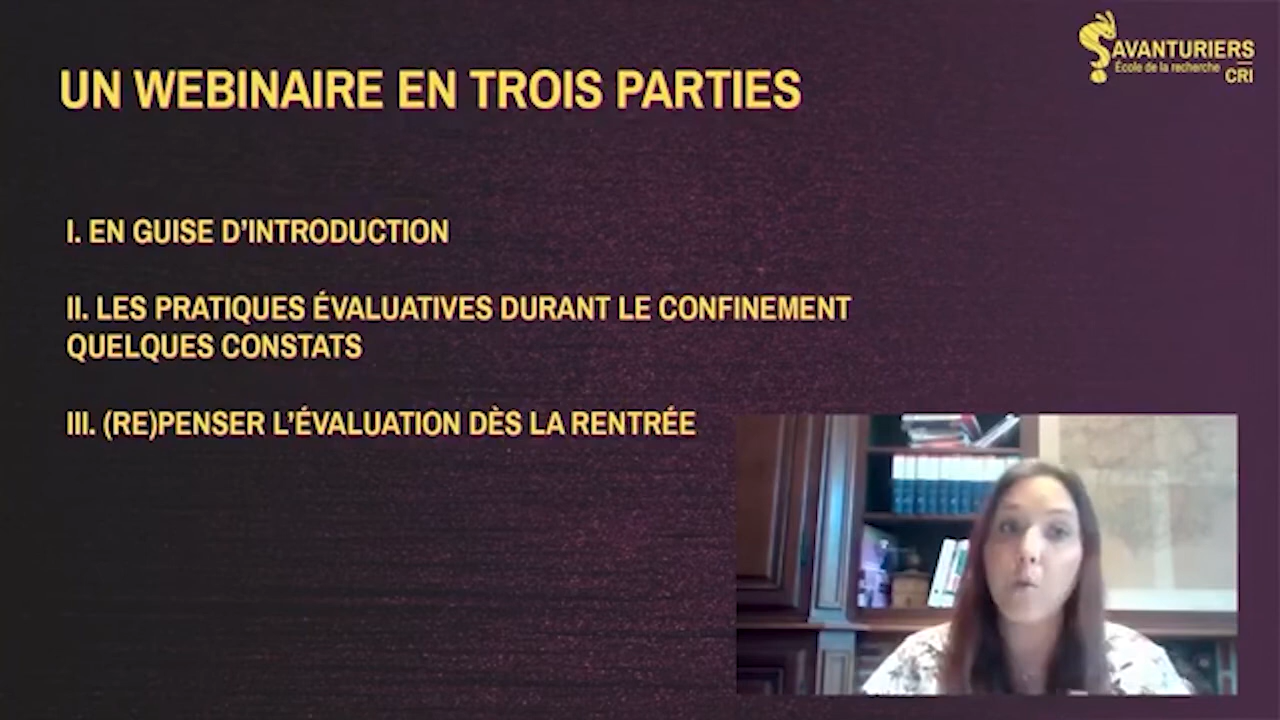 UN WEBINAIRE EN TROIS PARTIES
SAVANTURIERS
École de la recherche
CRI
I. EN GUISE D'INTRODUCTION
II. LES PRATIQUES ÉVALUATIVES DURANT LE CONFINEMENT
QUELQUES CONSTATS
III. (RE)PENSER L'ÉVALUATION DÈS LA RENTRÉE